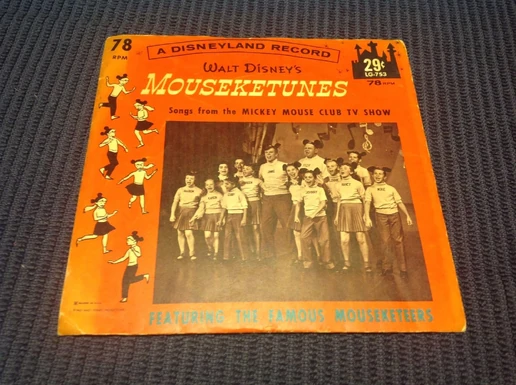 78
RPM
A DISNEYLAND RECORD
29¢
LG-753
78 RPM
WALT DISNEY'S
MOUSEKETUNES
Songs from the MICKEY MOUSE CLUB TV SHOW
FEATURING THE FAMOUS MOUSEKETEERS